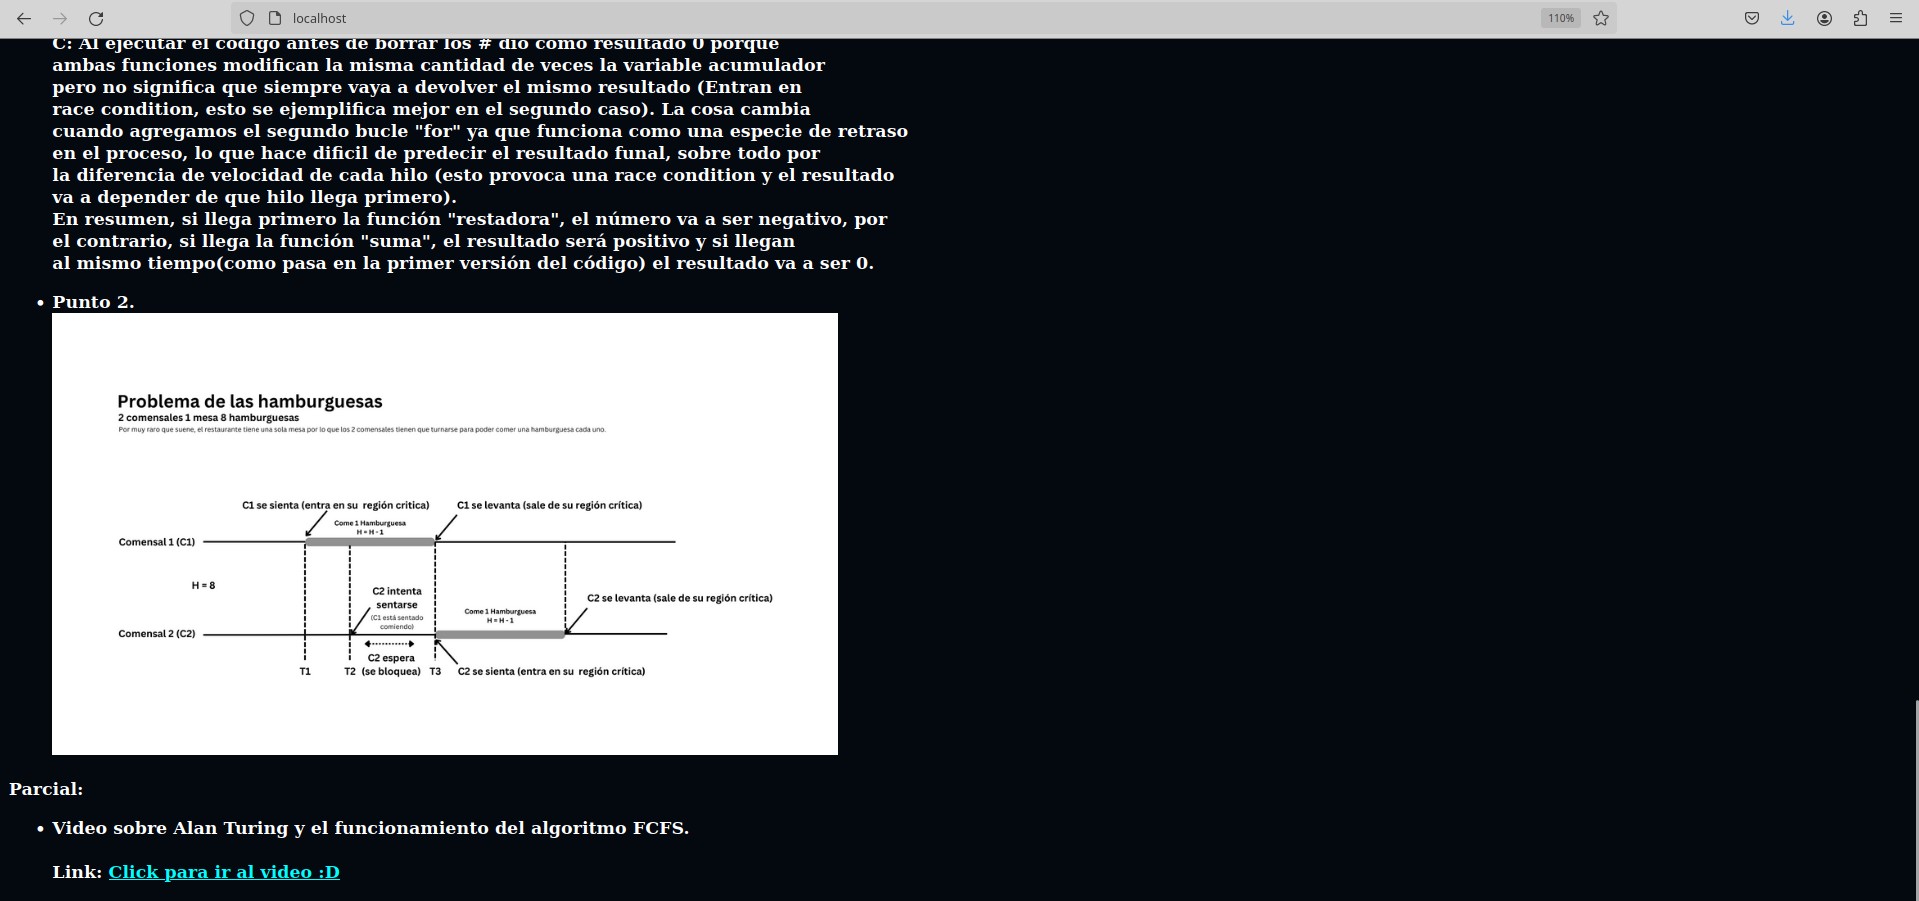 localhost
110%
C: Al ejecutar el codigo antes de borrar los # dio como resultado 0 porque
ambas funciones modifican la misma cantidad de veces la variable acumulador
pero no significa que siempre vaya a devolver el mismo resultado (Entran en
race condition, esto se ejemplifica mejor en el segundo caso). La cosa cambia
cuando agregamos el segundo bucle "for" ya que funciona como una especie de retraso
en el proceso, lo que hace dificil de predecir el resultado funal, sobre todo por
la diferencia de velocidad de cada hilo (esto provoca una race condition y el resultado
va a depender de que hilo llega primero).
En resumen, si llega primero la función "restadora", el número va a ser negativo, por
el contrario, si llega la función "suma", el resultado será positivo y si llegan
al mismo tiempo(como pasa en la primer versión del código) el resultado va a ser 0.
• Punto 2.
Problema de las hamburguesas
2 comensales 1 mesa 8 hamburguesas
Por muy raro que suene, el restaurante tiene una sola mesa por lo que los 2 comensales tienen que turnarse para poder comer una hamburguesa cada uno.
C1 se sienta (entra en su región critica)
C1 se levanta (sale de su región crítica)
Come 1 Hamburguesa
H = H - 1
Comensal 1 (C1)
H = 8
C2 intenta
sentarse
(C1 está sentado
comiendo)
Come 1 Hamburguesa
H = H - 1
C2 se levanta (sale de su región crítica)
Comensal 2 (C2)
C2 espera
(se bloquea)
T1
T2
T3
C2 se sienta (entra en su región crítica)
Parcial:
• Video sobre Alan Turing y el funcionamiento del algoritmo FCFS.
Link: Click para ir al video :D